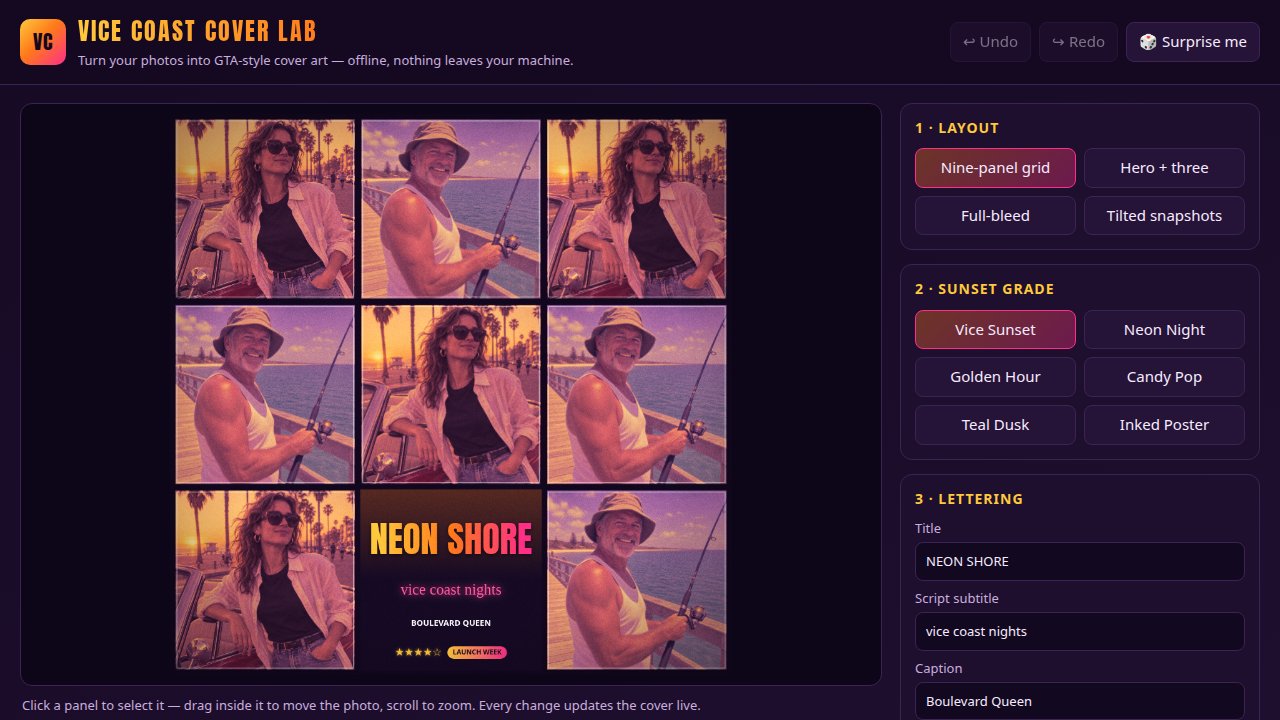 VC
VICE COAST COVER LAB
Turn your photos into GTA-style cover art — offline, nothing leaves your machine.
↩ Undo
↪ Redo
🎲 Surprise me
NEON SHORE
vice coast nights
BOULEVARD QUEEN
★★★★☆ LAUNCH WEEK
Click a panel to select it — drag inside it to move the photo, scroll to zoom. Every change updates the cover live.
1 · LAYOUT
Nine-panel grid
Hero + three
Full-bleed
Tilted snapshots
2 · SUNSET GRADE
Vice Sunset
Neon Night
Golden Hour
Candy Pop
Teal Dusk
Inked Poster
3 · LETTERING
Title
NEON SHORE
Script subtitle
vice coast nights
Caption
Boulevard Queen